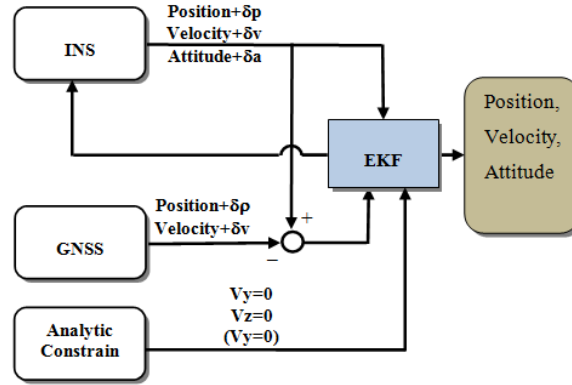 Position+δp
Velocity+δv
Attitude+δa
INS
Position,
Velocity,
Attitude
EKF
Position+δρ
Velocity+δv
+
GNSS
−
Vy=0
Vz=0
(Vy=0)
Analytic
Constrain